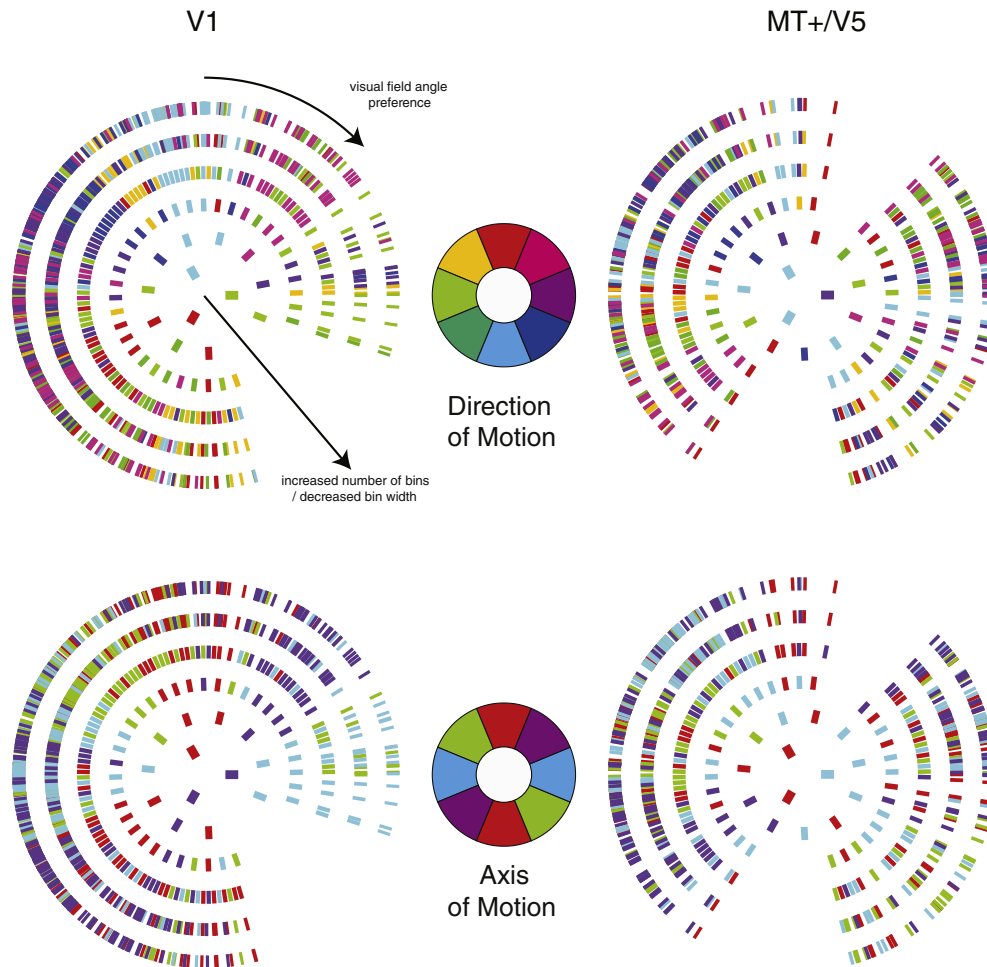 V1
MT+/V5
visual field angle
preference
Direction
of Motion
increased number of bins
/ decreased bin width
Axis
of Motion